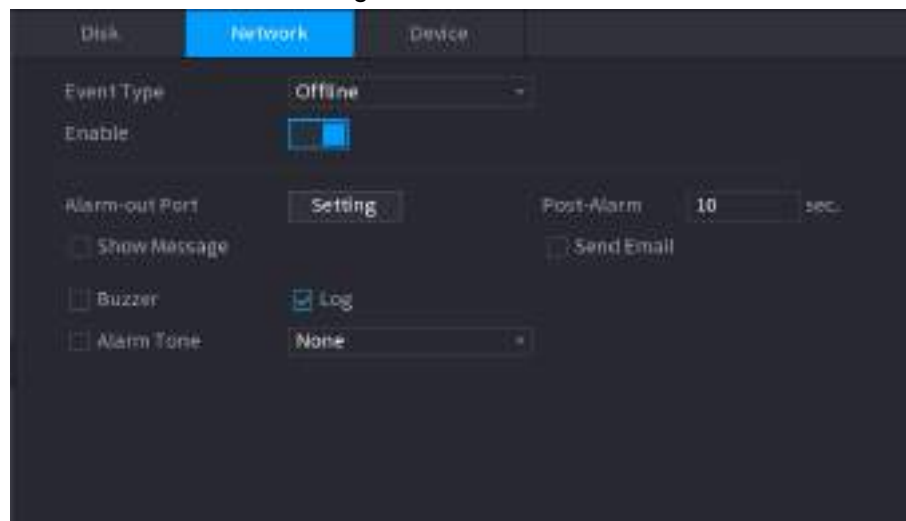 Disk Network Device
Event Type Offline
Enable
Alarm-out Port Setting Post-Alarm 10 sec.
Show Message Send Email
Buzzer Log
Alarm Tone None